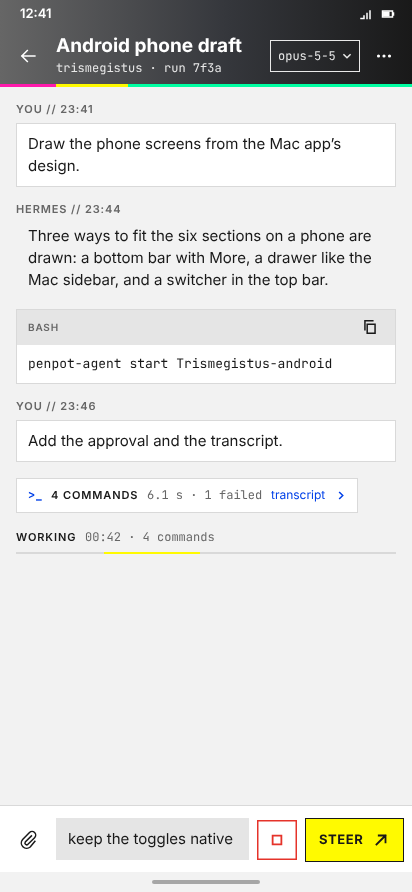 12:41
Android phone draft
trismegistus · run 7f3a
opus-5-5
YOU // 23:41
Draw the phone screens from the Mac app’s
design.
HERMES // 23:44
Three ways to fit the six sections on a phone are
drawn: a bottom bar with More, a drawer like the
Mac sidebar, and a switcher in the top bar.
BASH
penpot-agent start Trismegistus-android
YOU // 23:46
Add the approval and the transcript.
>_ 4 COMMANDS 6.1 s · 1 failed transcript
WORKING 00:42 · 4 commands
keep the toggles native
STEER